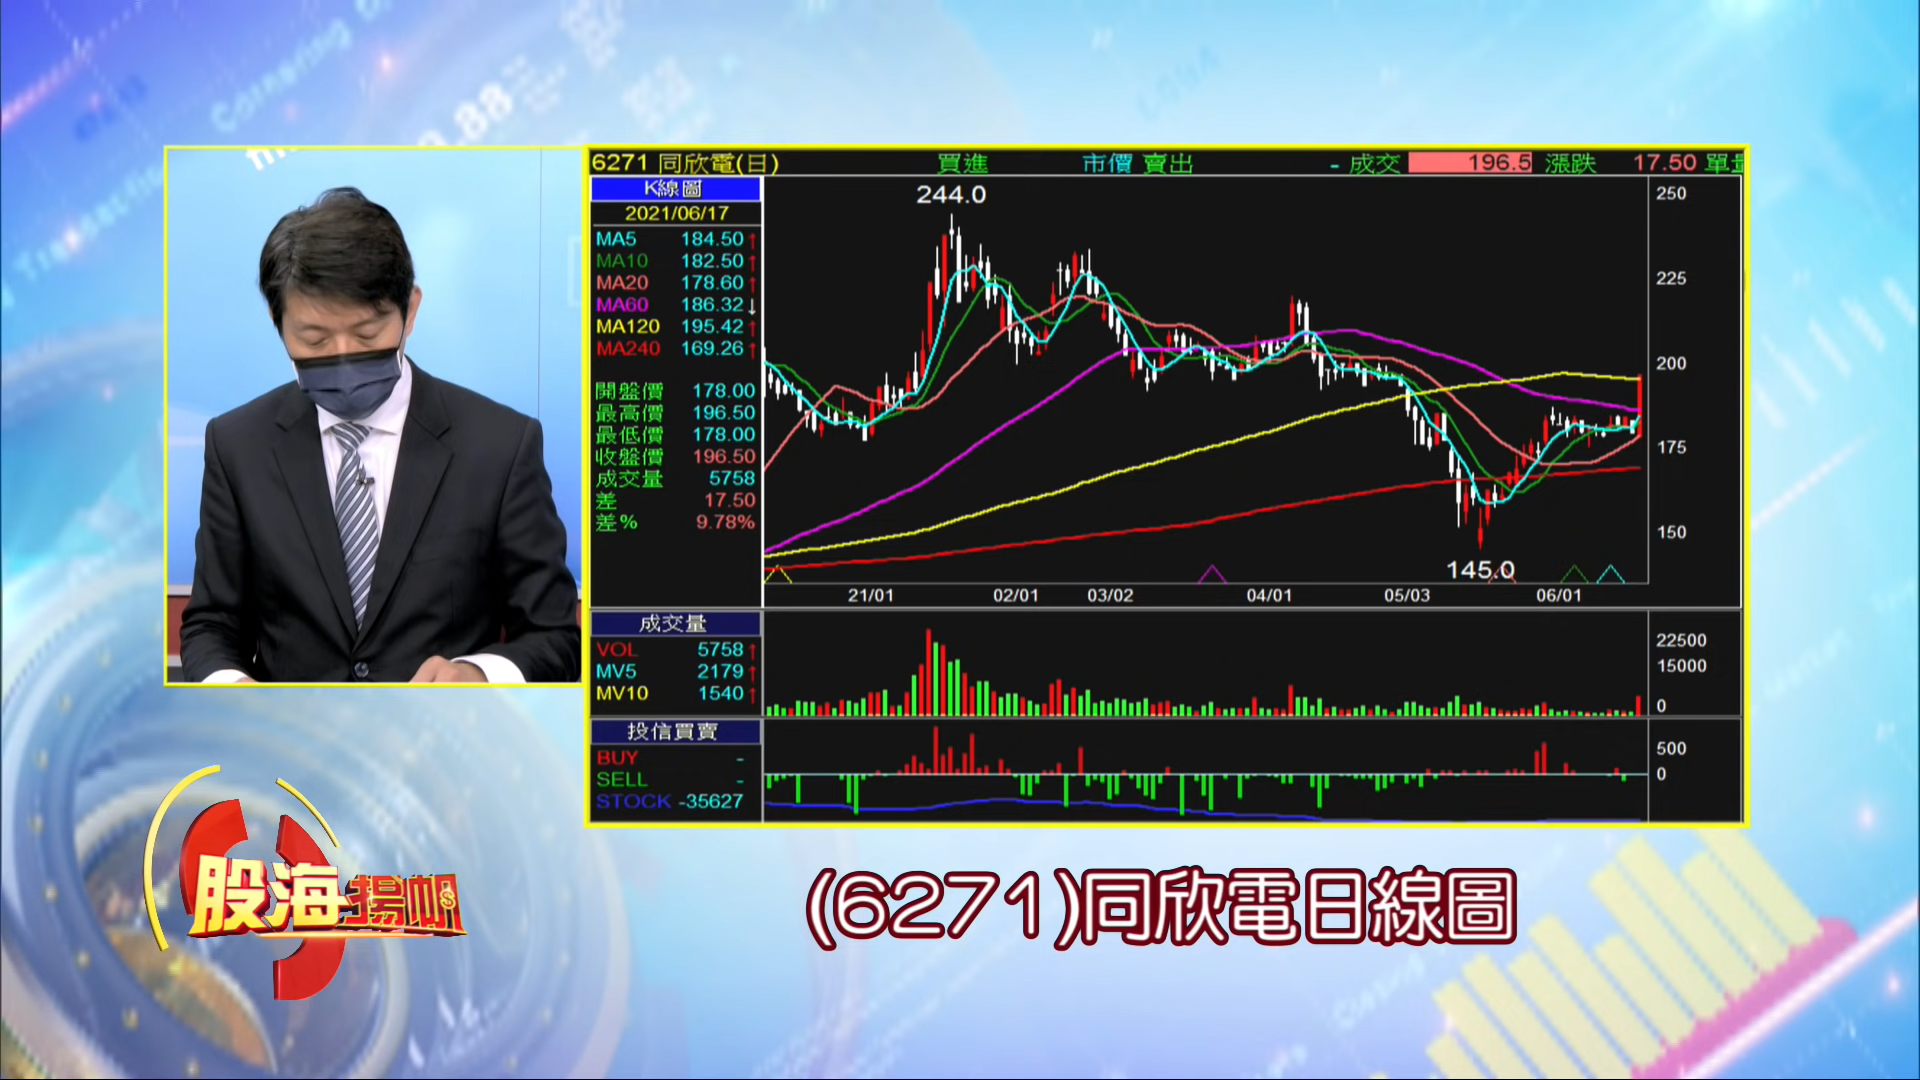 6271 同欣電(日) 買進 市價 賣出 - 成交 196.5 漲跌 17.50 單量
K線圖
2021/06/17
MA5 184.50↑
MA10 182.50↑
MA20 178.60↑
MA60 186.32↓
MA120 195.42↑
MA240 169.26↑
開盤價 178.00
最高價 196.50
最低價 178.00
收盤價 196.50
成交量 5758
差 17.50
差% 9.78%
244.0
145.0
250
225
200
175
150
21/01 02/01 03/02 04/01 05/03 06/01
成交量
VOL 5758↑
MV5 2179↑
MV10 1540↑
22500
15000
0
投信買賣
BUY -
SELL -
STOCK -35627
500
0
股海揚帆
(6271)同欣電日線圖